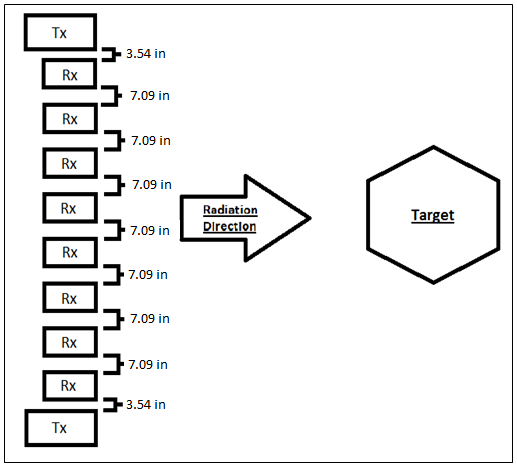 Tx
3.54 in
Rx
7.09 in
Rx
7.09 in
Rx
7.09 in
Rx
7.09 in
Rx
7.09 in
Rx
7.09 in
Rx
7.09 in
Rx
3.54 in
Tx
Radiation
Direction
Target